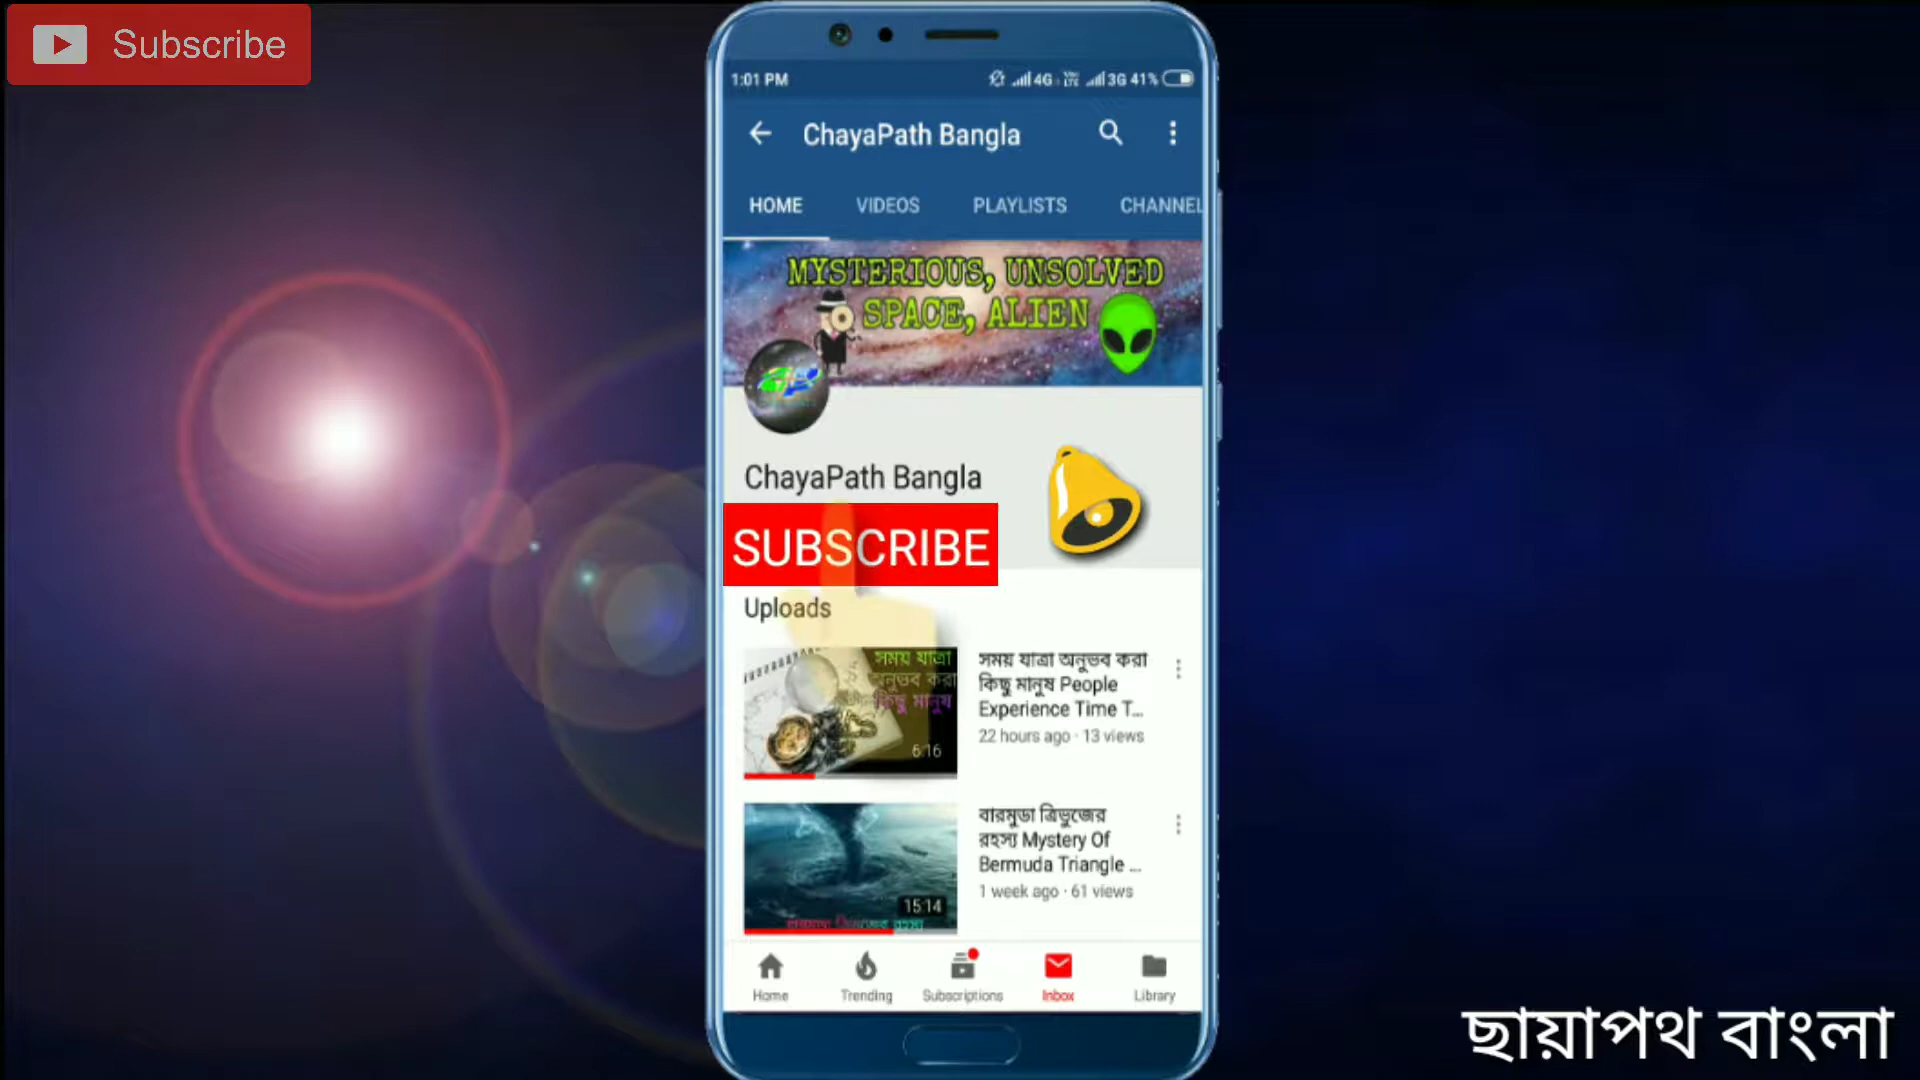 Subscribe
1:01 PM
4G VoLTE 3G 41%
ChayaPath Bangla
HOME VIDEOS PLAYLISTS CHANNEL
MYSTERIOUS, UNSOLVED
SPACE, ALIEN
ChayaPath Bangla
SUBSCRIBE
Uploads
সময় যাত্রা
অনুভব করা
কিছু মানুষ
6:16
সময় যাত্রা অনুভব করা
কিছু মানুষ People
Experience Time T...
22 hours ago · 13 views
15:14
বারমুডা ত্রিভুজের রহস্য
বারমুডা ত্রিভুজের
রহস্য Mystery Of
Bermuda Triangle ...
1 week ago · 61 views
Home Trending Subscriptions Inbox Library
ছায়াপথ বাংলা